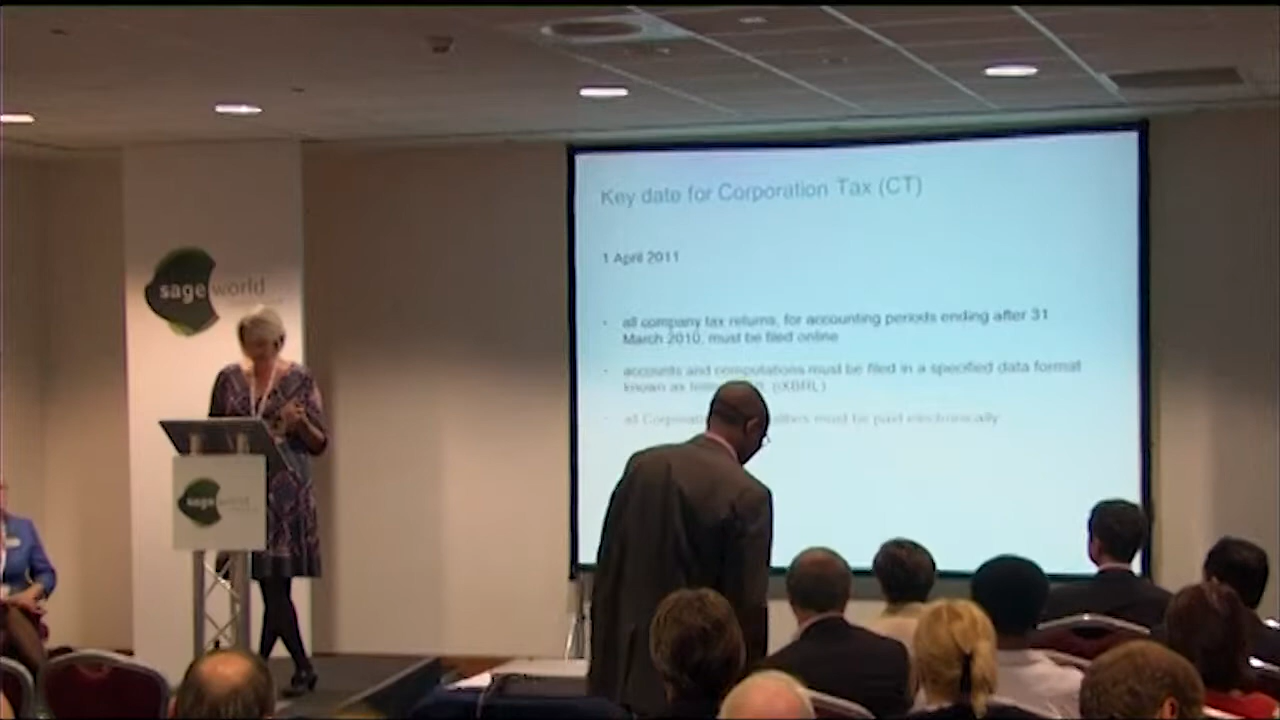 sage world
sage world
Key date for Corporation Tax (CT)
1 April 2011
• all company tax returns, for accounting periods ending after 31
March 2010, must be filed online
• accounts and computations must be filed in a specified data format
known as (iXBRL)
• all must be paid electronically